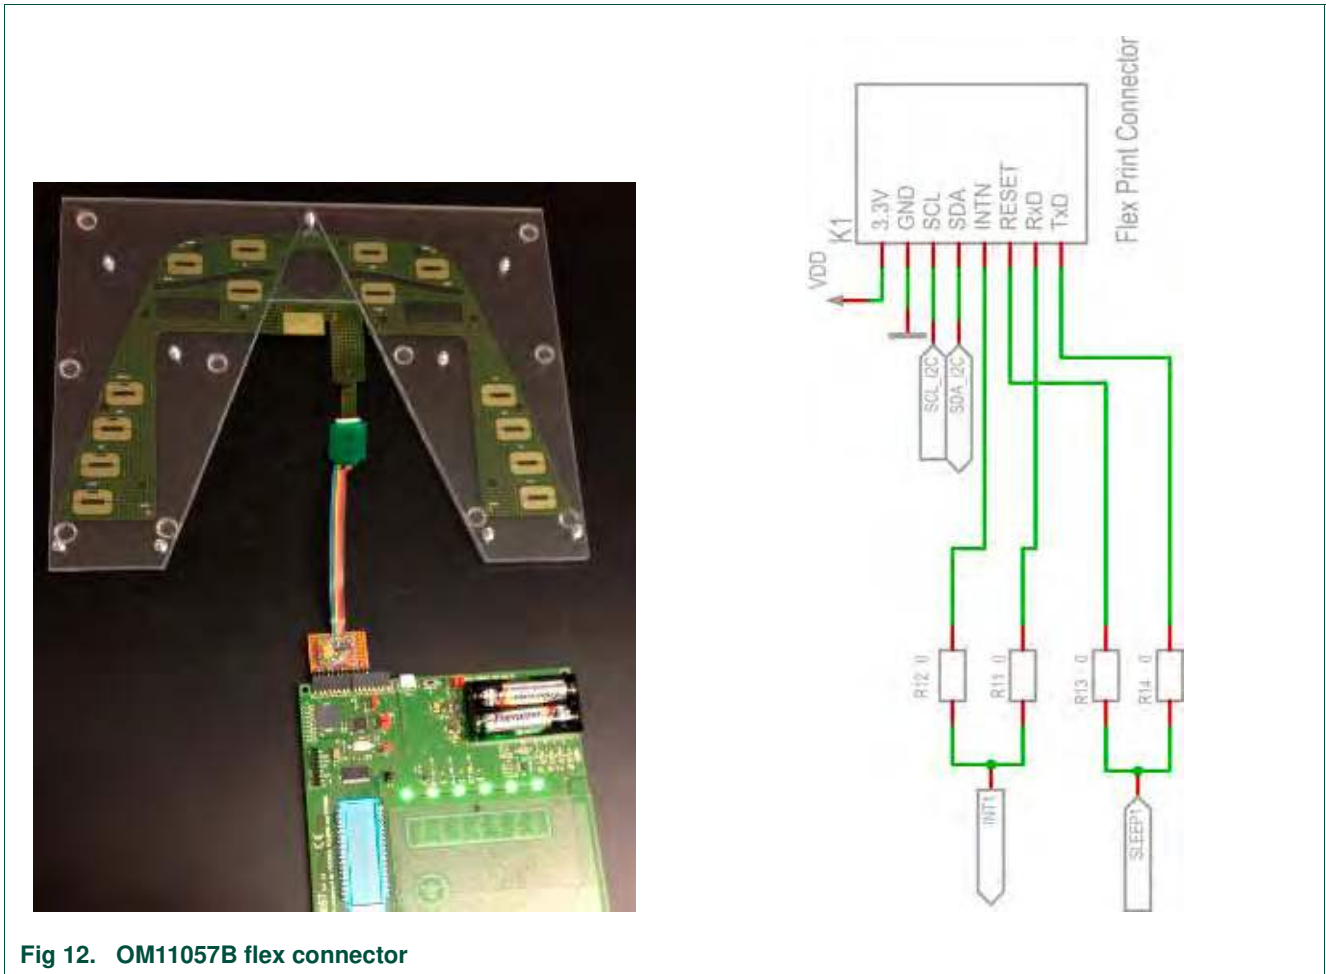 Flex Print Connector
K1
3.3V
GND
SCL
SDA
INTN
RESET
RxD
TxD
VDD
SCL_I2C
SDA_I2C
R12 0
R11 0
R13 0
R14 0
INT1
SLEEP1
Fig 12. OM11057B flex connector